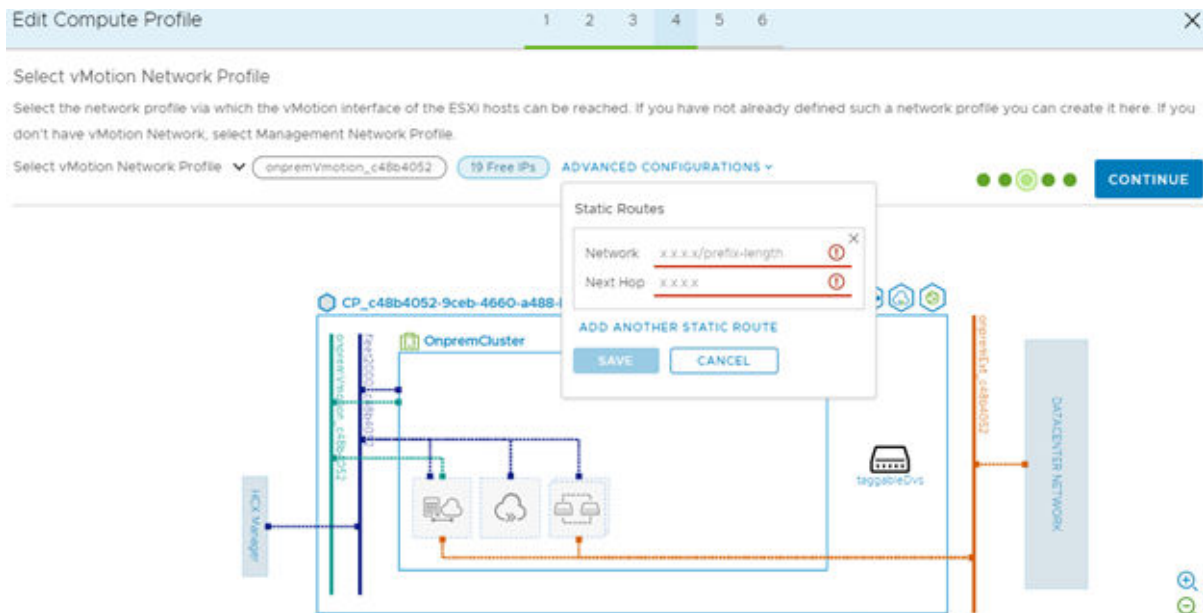 Edit Compute Profile
1 2 3 4 5 6
Select vMotion Network Profile
Select the network profile via which the vMotion interface of the ESXi hosts can be reached. If you have not already defined such a network profile you can create it here. If you
don't have vMotion Network, select Management Network Profile.
Select vMotion Network Profile onpremVmotion_c48b4052 19 Free IPs ADVANCED CONFIGURATIONS
CONTINUE
Static Routes
Network x.x.x.x/prefix-length
Next Hop x.x.x.x
ADD ANOTHER STATIC ROUTE
SAVE CANCEL
CP_c48b4052-9ceb-4660-a488-
OnpremCluster
onpremVmotion_c48b4052
onpremExt_c48b4052
taggableDvs
DATACENTER NETWORK
HCX Manager